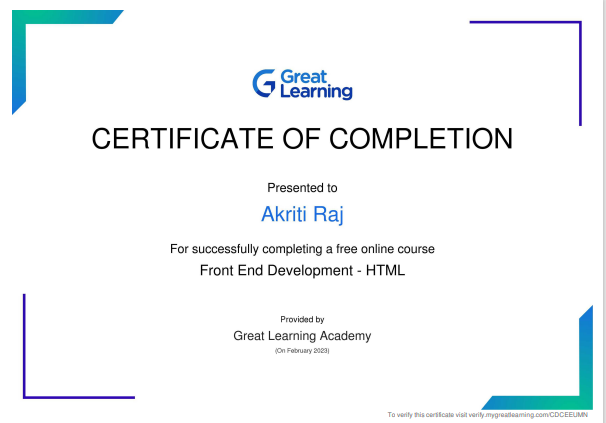 Great
Learning
CERTIFICATE OF COMPLETION
Presented to
Akriti Raj
For successfully completing a free online course
Front End Development - HTML
Provided by
Great Learning Academy
(On February 2023)
To verify this certificate visit verify.mygreatlearning.com/CDCEEUMN